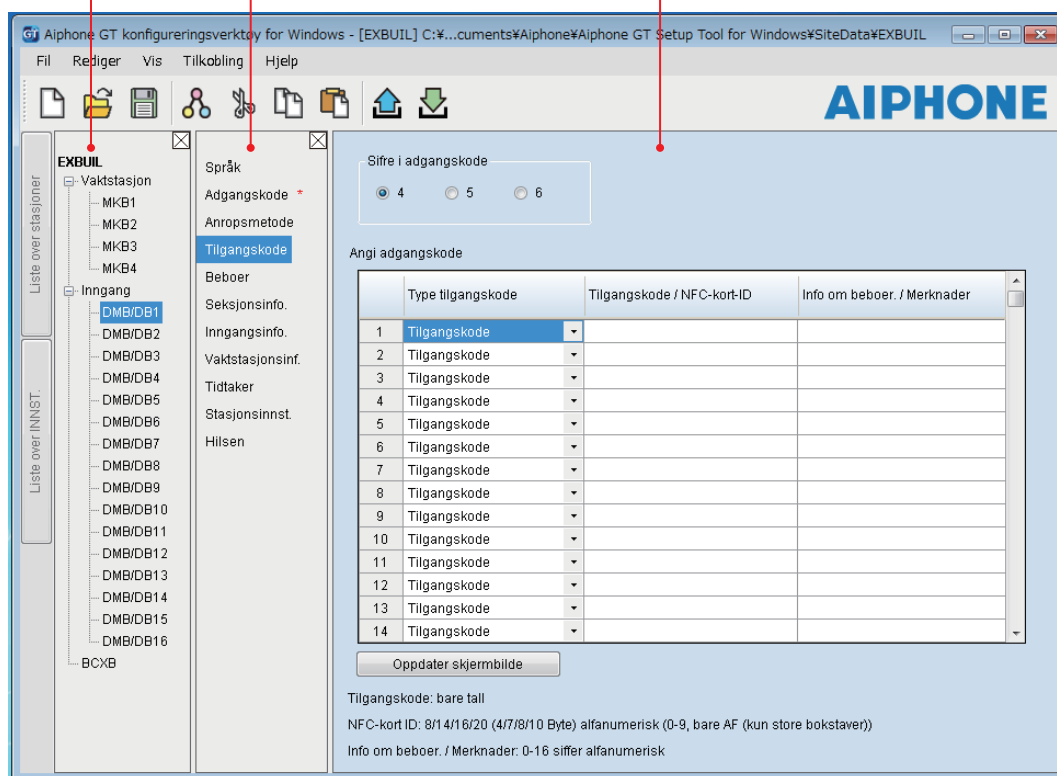 Aiphone GT konfigureringsverktøy for Windows - [EXBUIL] C:¥...cuments¥Aiphone¥Aiphone GT Setup Tool for Windows¥SiteData¥EXBUIL
Fil Rediger Vis Tilkobling Hjelp
AIPHONE
Liste over stasjoner
Liste over INNST.
EXBUIL
Vaktstasjon
MKB1
MKB2
MKB3
MKB4
Inngang
DMB/DB1
DMB/DB2
DMB/DB3
DMB/DB4
DMB/DB5
DMB/DB6
DMB/DB7
DMB/DB8
DMB/DB9
DMB/DB10
DMB/DB11
DMB/DB12
DMB/DB13
DMB/DB14
DMB/DB15
DMB/DB16
BCXB
Språk
Adgangskode *
Anropsmetode
Tilgangskode
Beboer
Seksjonsinfo.
Inngangsinfo.
Vaktstasjonsinf.
Tidtaker
Stasjonsinnst.
Hilsen
Sifre i adgangskode
4 5 6
Angi adgangskode
Type tilgangskode Tilgangskode / NFC-kort-ID Info om beboer. / Merknader
1 Tilgangskode
2 Tilgangskode
3 Tilgangskode
4 Tilgangskode
5 Tilgangskode
6 Tilgangskode
7 Tilgangskode
8 Tilgangskode
9 Tilgangskode
10 Tilgangskode
11 Tilgangskode
12 Tilgangskode
13 Tilgangskode
14 Tilgangskode
Oppdater skjermbilde
Tilgangskode: bare tall
NFC-kort ID: 8/14/16/20 (4/7/8/10 Byte) alfanumerisk (0-9, bare AF (kun store bokstaver))
Info om beboer. / Merknader: 0-16 siffer alfanumerisk